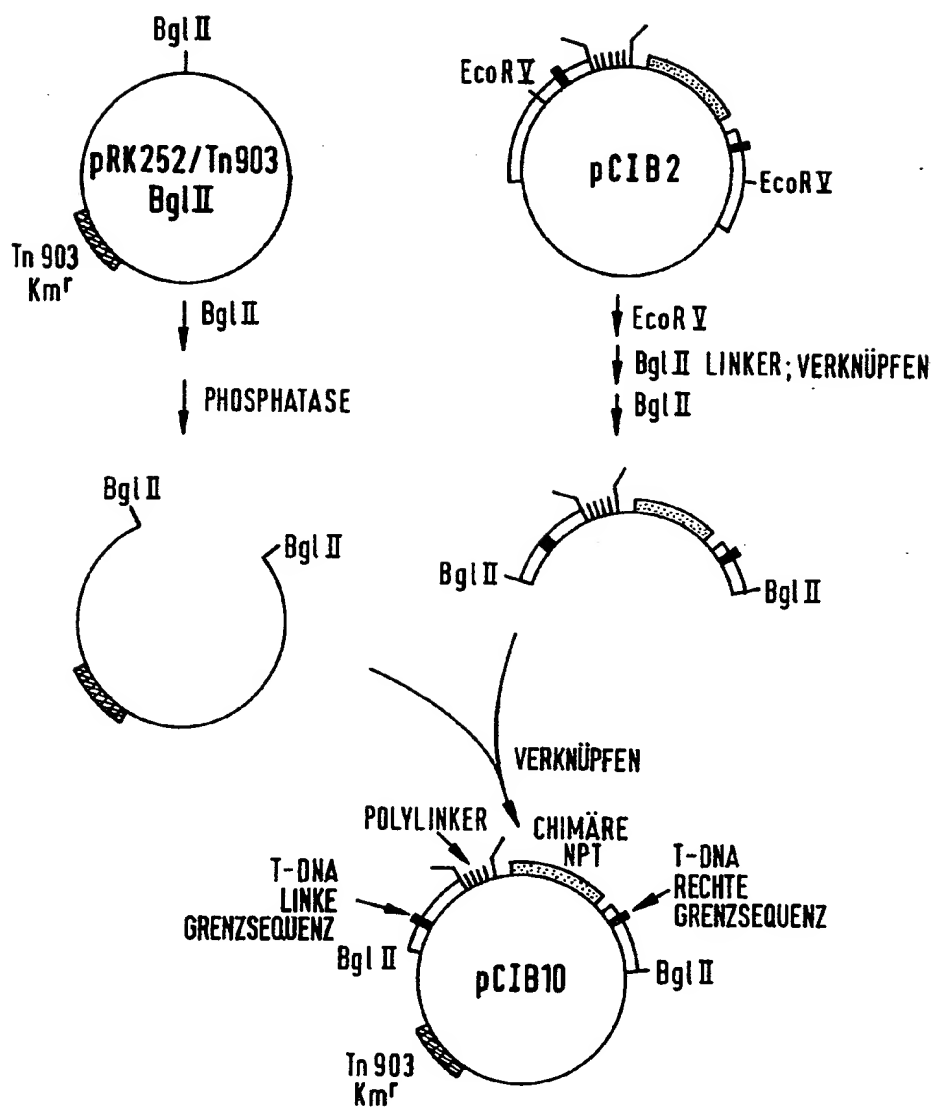 Bgl II
pRK252/Tn903
Bgl II
Tn 903
Kmr
Bgl II
PHOSPHATASE
EcoR V
pCIB2
EcoR V
EcoR V
Bgl II LINKER; VERKNÜPFEN
Bgl II
Bgl II
Bgl II
Bgl II
Bgl II
VERKNÜPFEN
POLYLINKER
CHIMÄRE
NPT
T-DNA
LINKE
GRENZSEQUENZ
T-DNA
RECHTE
GRENZSEQUENZ
Bgl II
Bgl II
pCIB10
Tn 903
Kmr